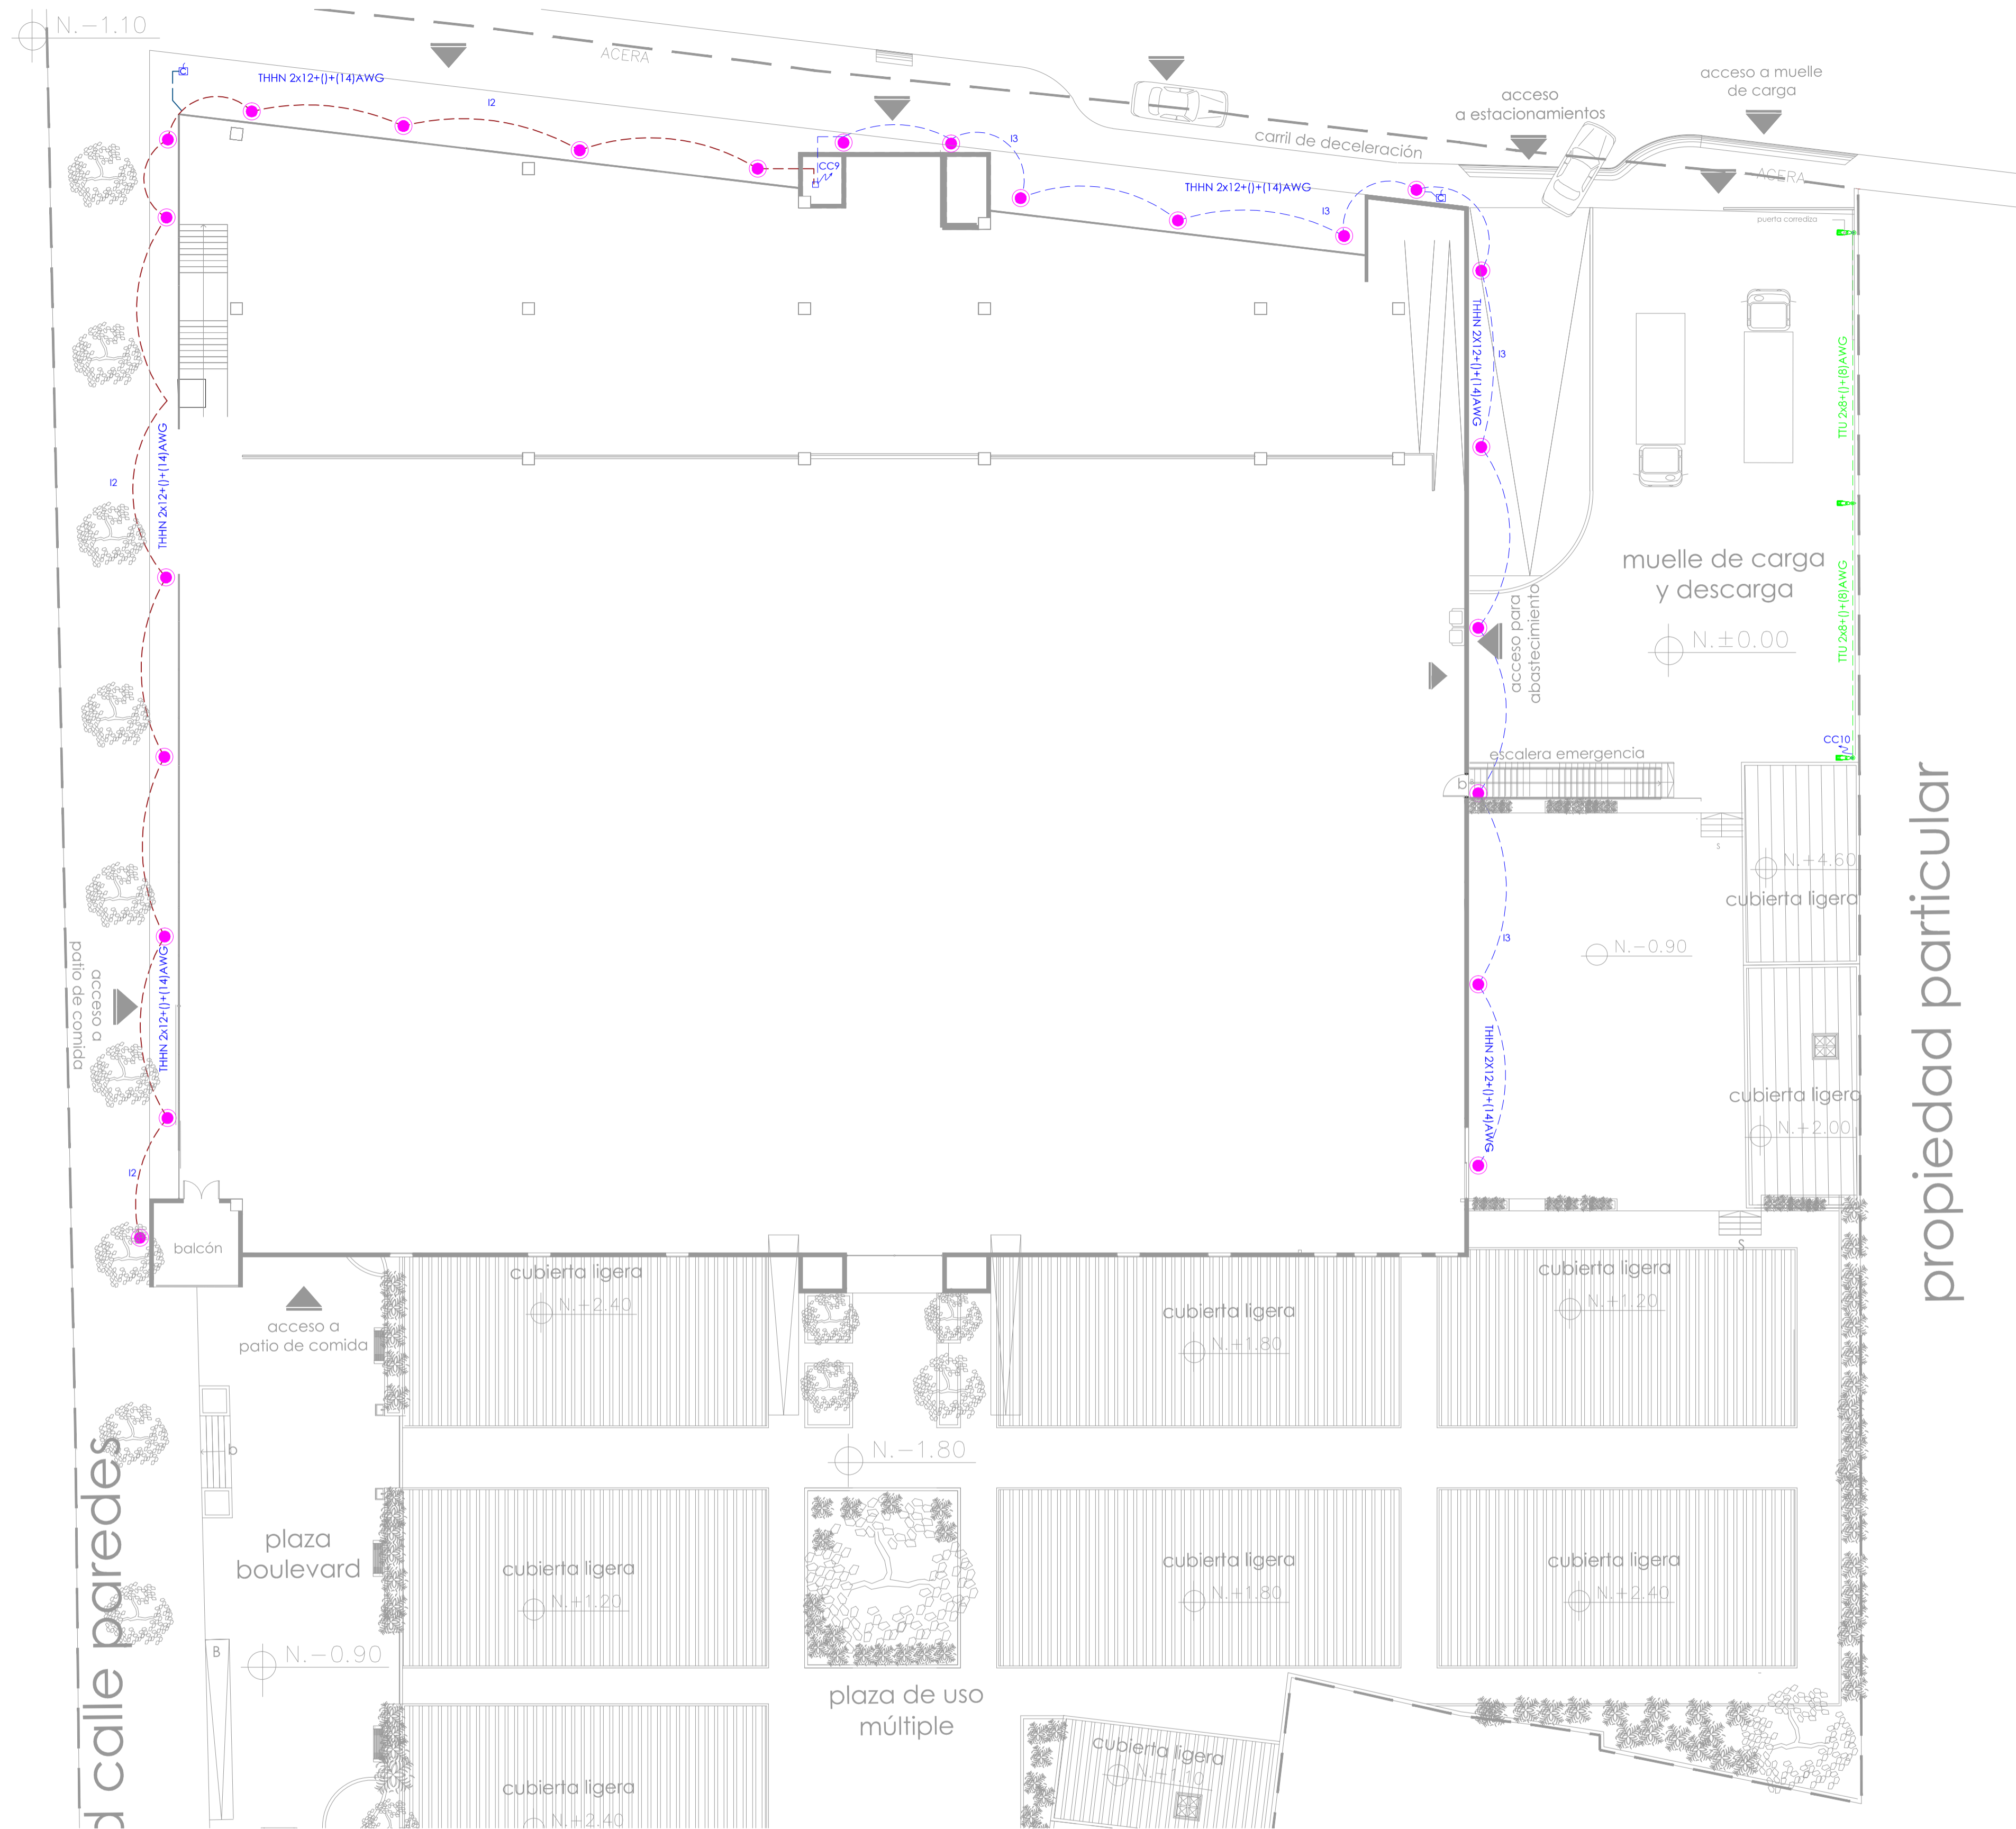 N.-1.10
THHN 2x12+()+(14)AWG
I2
ACERA
acceso
a estacionamientos
acceso a muelle
de carga
carril de deceleración
ACERA
puerta corrediza
CC9
I3
THHN 2x12+()+(14)AWG
I3
C
C
THHN 2X12+()+(14)AWG
I3
TTU 2x8+()+(8)AWG
I2
THHN 2x12+()+(14)AWG
muelle de carga
y descarga
N.±0.00
acceso para
abastecimiento
TTU 2x8+()+(8)AWG
CC10
escalera emergencia
b
s
N.+4.60
cubierta ligera
N.-0.90
I3
propiedad particular
acceso a
patio de comida
THHN 2x12+()+(14)AWG
THHN 2X12+()+(14)AWG
cubierta ligera
N.+2.00
I2
balcón
S
cubierta ligera
N.+2.40
cubierta ligera
N.+1.80
cubierta ligera
N.+1.20
acceso a
patio de comida
b
N.-1.80
plaza
boulevard
cubierta ligera
N.+1.20
cubierta ligera
N.+1.80
cubierta ligera
N.+2.40
B
N.-0.90
calle paredes
plaza de uso
múltiple
cubierta ligera
cubierta ligera
N.+2.40